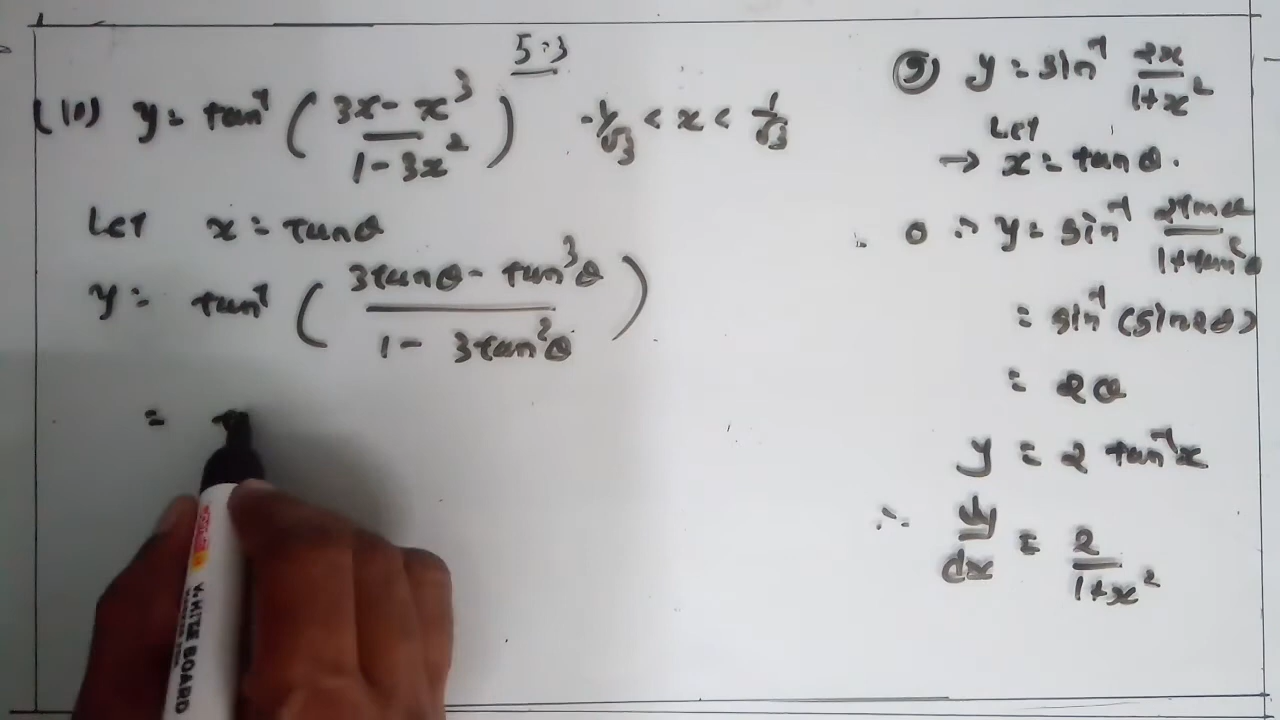 5.3
(10) y = tan⁻¹ ( 3x - x³ / 1 - 3x² ) -1/√3 < x < 1/√3
Let x = tanθ
y = tan⁻¹ ( 3tanθ - tan³θ / 1 - 3tan²θ )
=
9) y = sin⁻¹ 2x / 1+x²
Let
→ x = tanθ.
∴ y = sin⁻¹ 2tanθ / 1+tan²θ
= sin⁻¹ (sin2θ)
= 2θ
y = 2 tan⁻¹x
∴ dy/dx = 2 / 1+x²
WHITE BOARD